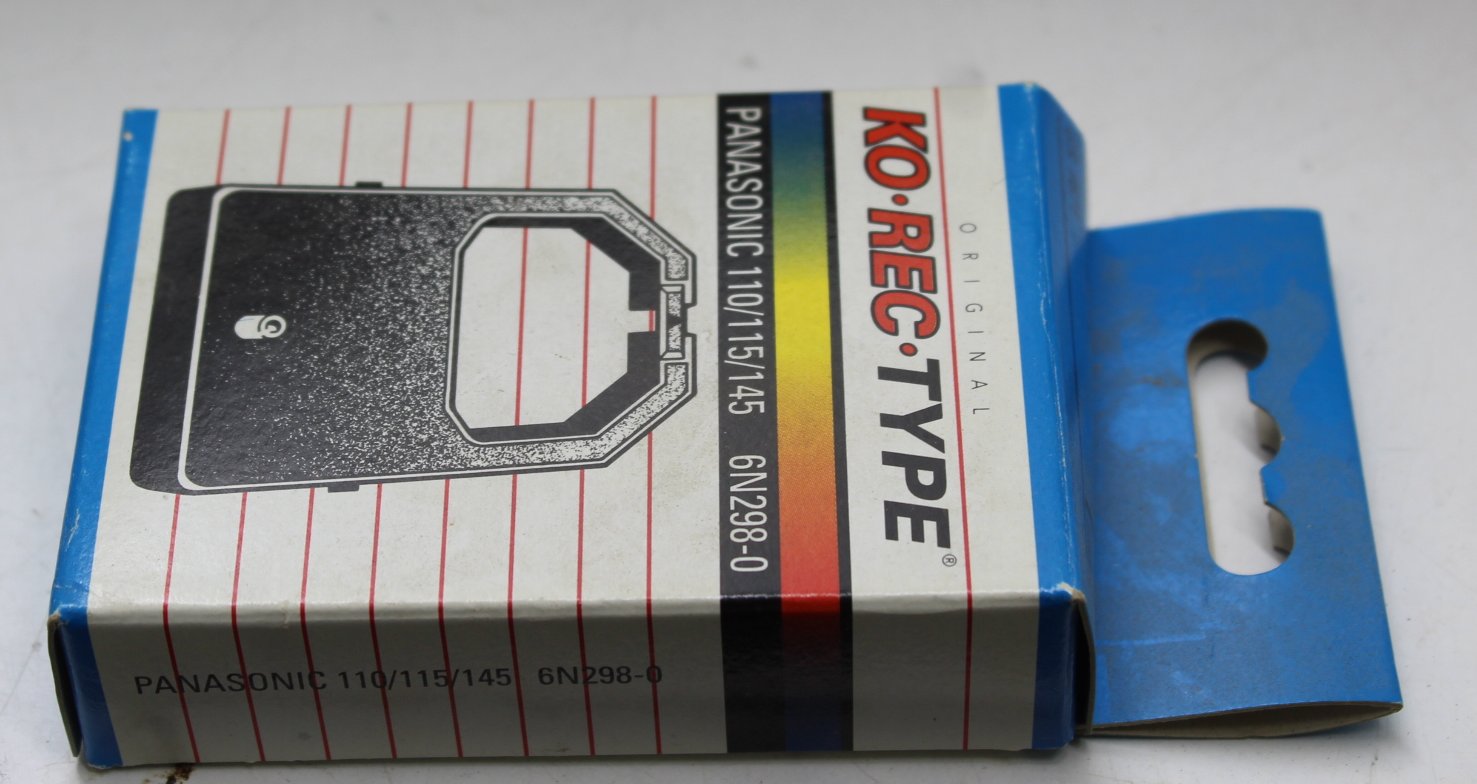 ORIGINAL
KO·REC·TYPE®
PANASONIC 110/115/145 6N298-0
PANASONIC 110/115/145 6N298-0